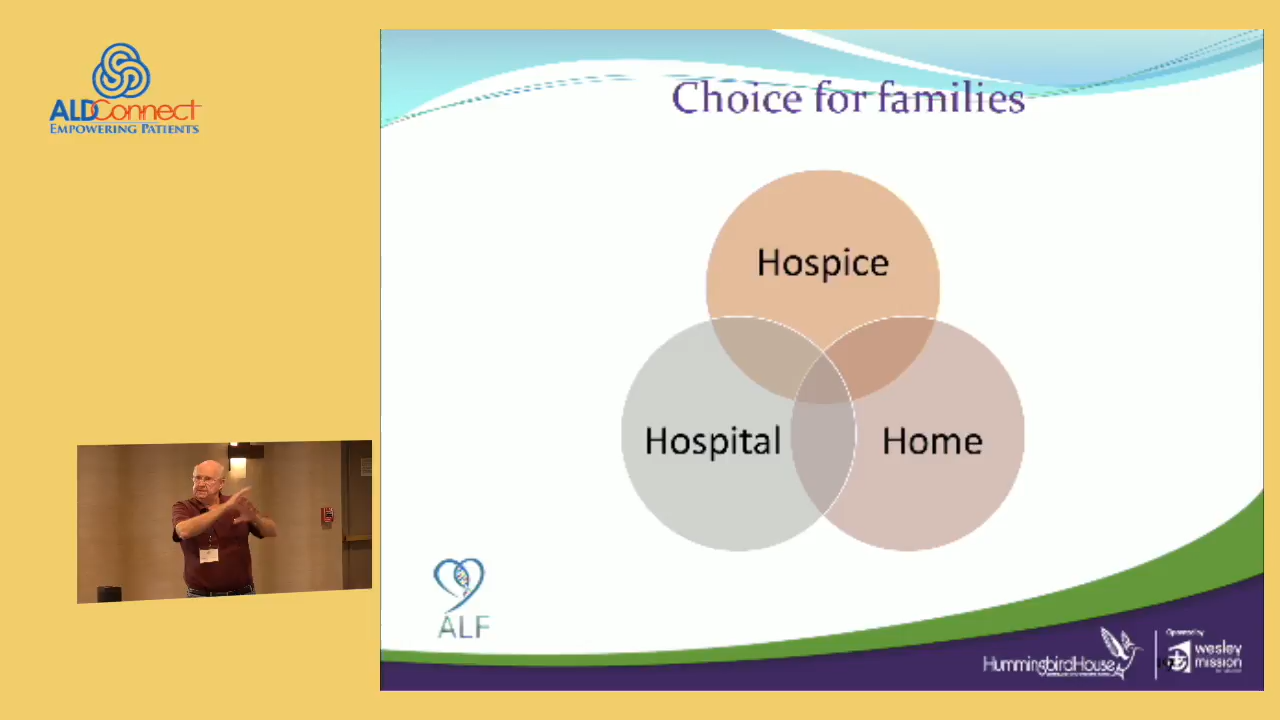 ALDConnect
EMPOWERING PATIENTS
Choice for families
Hospice
Hospital
Home
ALF
HummingbirdHouse
wesley
mission